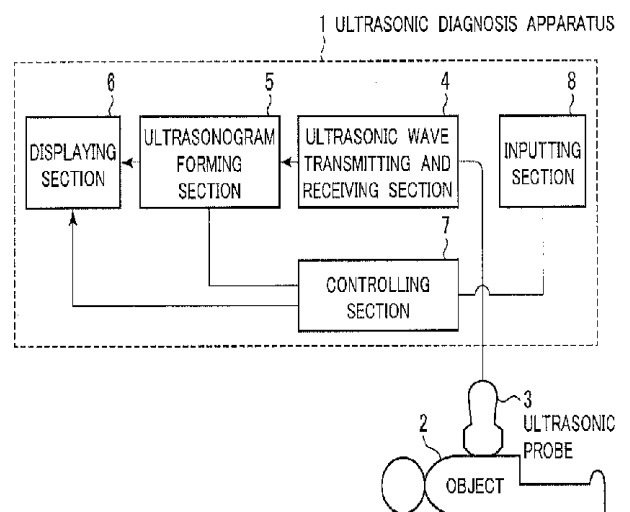 1 ULTRASONIC DIAGNOSIS APPARATUS
6
5
4
8
DISPLAYING
SECTION
ULTRASONOGRAM
FORMING
SECTION
ULTRASONIC WAVE
TRANSMITTING AND
RECEIVING SECTION
INPUTTING
SECTION
7
CONTROLLING
SECTION
3
ULTRASONIC
PROBE
2
OBJECT